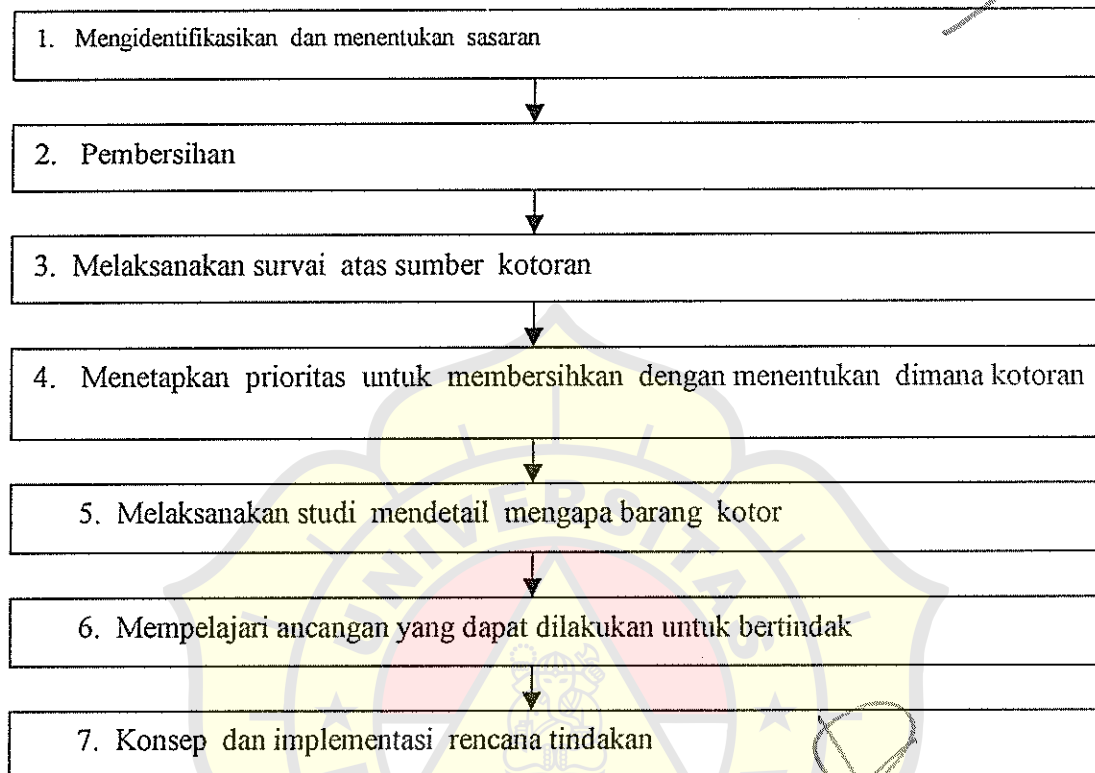 1. Mengidentifikasikan dan menentukan sasaran
2. Pembersihan
3. Melaksanakan survai atas sumber kotoran
4. Menetapkan prioritas untuk membersihkan dengan menentukan dimana kotoran
5. Melaksanakan studi mendetail mengapa barang kotor
6. Mempelajari ancangan yang dapat dilakukan untuk bertindak
7. Konsep dan implementasi rencana tindakan
UNIVERSITAS